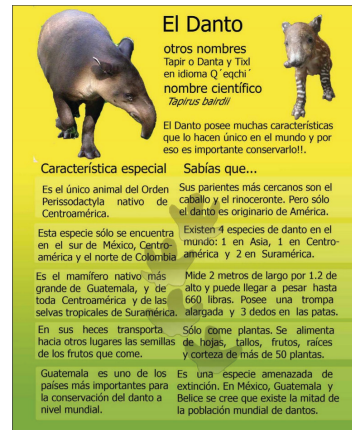 El Danto
otros nombres
Tapir o Danta y Tixl
en idioma Q´eqchi´
nombre científico
Tapirus bairdii
El Danto posee muchas características
que lo hacen único en el mundo y por
eso es importante conservarlo!!.
Característica especial
Es el único animal del Orden
Perissodactyla nativo de
Centroamérica.
Esta especie sólo se encuentra
en el sur de México, Centro-
américa y el norte de Colombia
Es el mamífero nativo más
grande de Guatemala, y de
toda Centroamérica y de las
selvas tropicales de Suramérica.
En sus heces transporta
hacia otros lugares las semillas
de los frutos que come.
Guatemala es uno de los
países más importantes para
la conservación del danto a
nivel mundial.
Sabías que...
Sus parientes más cercanos son el
caballo y el rinoceronte. Pero sólo
el danto es originario de América.
Existen 4 especies de danto en el
mundo: 1 en Asia, 1 en Centro-
américa y 2 en Suramérica.
Mide 2 metros de largo por 1.2 de
alto y puede llegar a pesar hasta
660 libras. Posee una trompa
alargada y 3 dedos en las patas.
Sólo come plantas. Se alimenta
de hojas, tallos, frutos, raíces
y corteza de más de 50 plantas.
Es una especie amenazada de
extinción. En México, Guatemala y
Belice se cree que existe la mitad de
la población mundial de dantos.